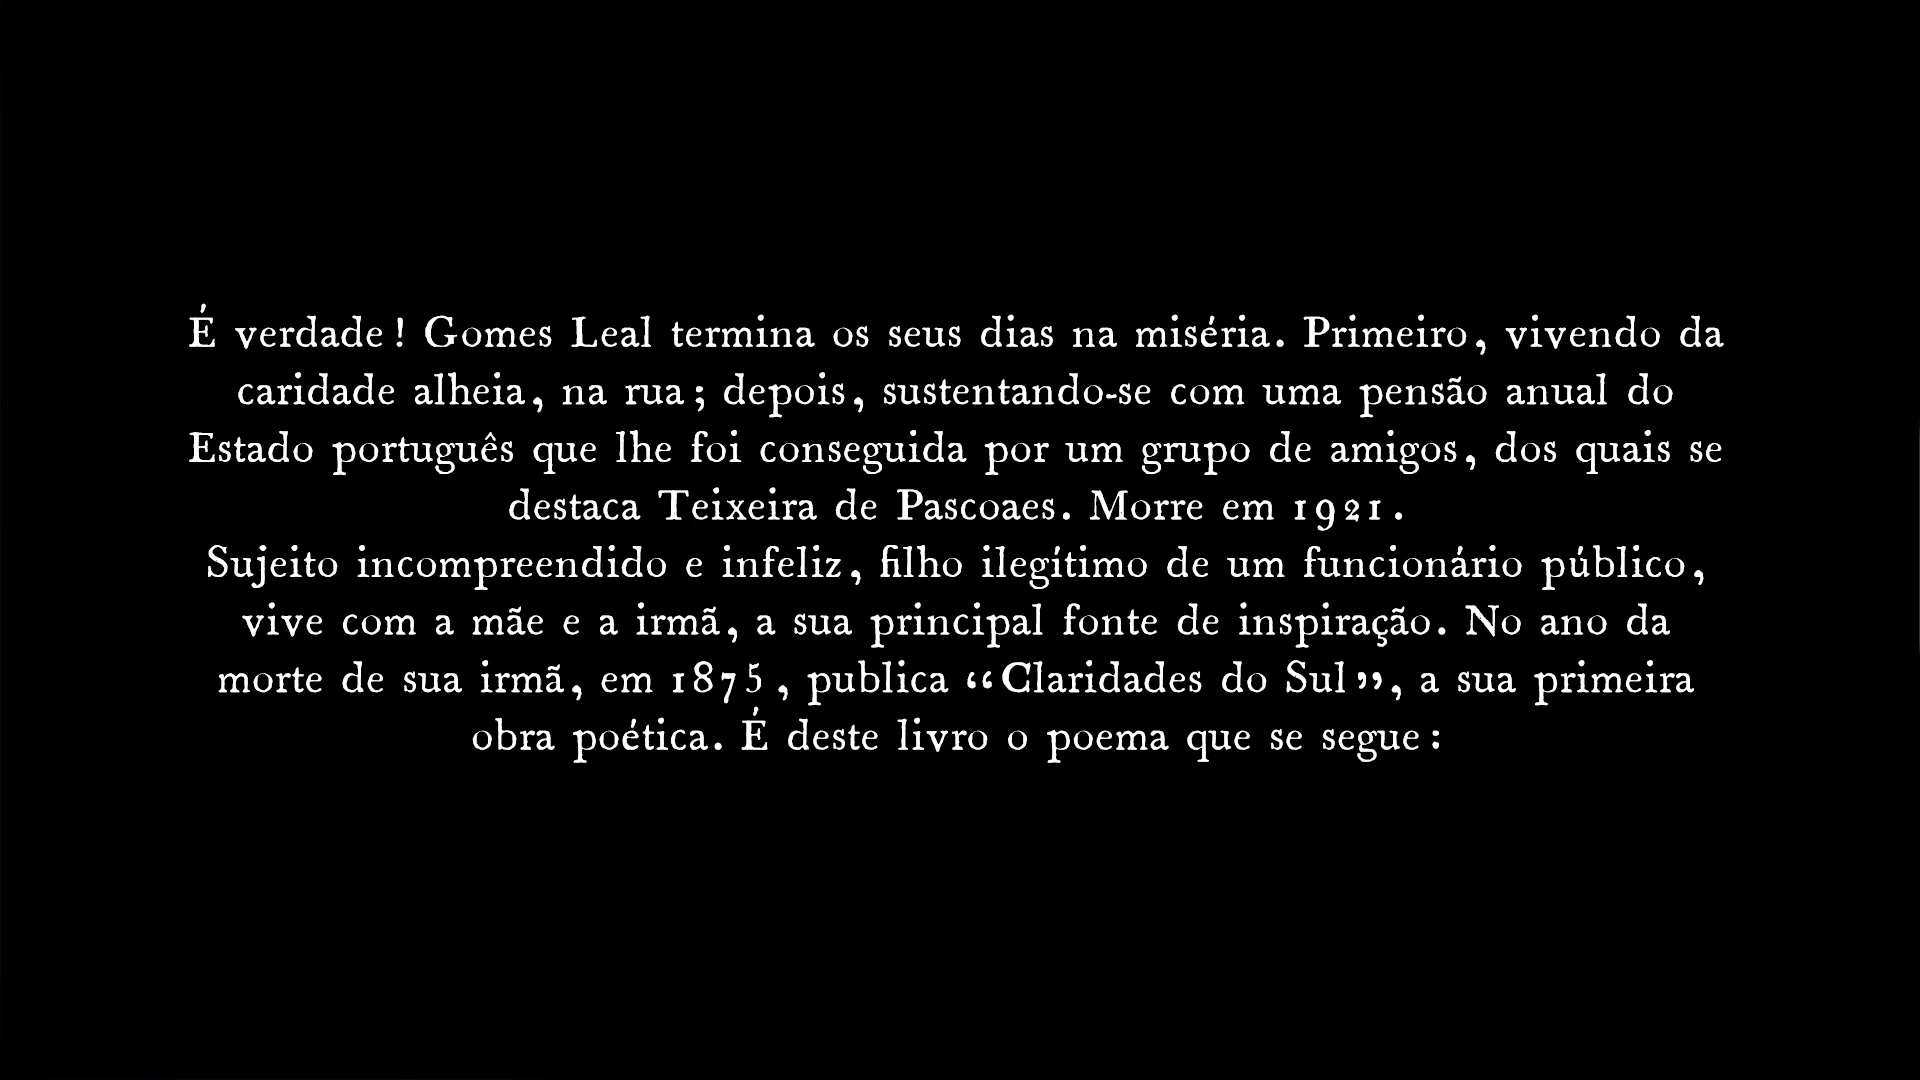 É verdade! Gomes Leal termina os seus dias na miséria. Primeiro, vivendo da
caridade alheia, na rua; depois, sustentando-se com uma pensão anual do
Estado português que lhe foi conseguida por um grupo de amigos, dos quais se
destaca Teixeira de Pascoaes. Morre em 1921.
Sujeito incompreendido e infeliz, filho ilegítimo de um funcionário público,
vive com a mãe e a irmã, a sua principal fonte de inspiração. No ano da
morte de sua irmã, em 1875, publica “Claridades do Sul”, a sua primeira
obra poética. É deste livro o poema que se segue: